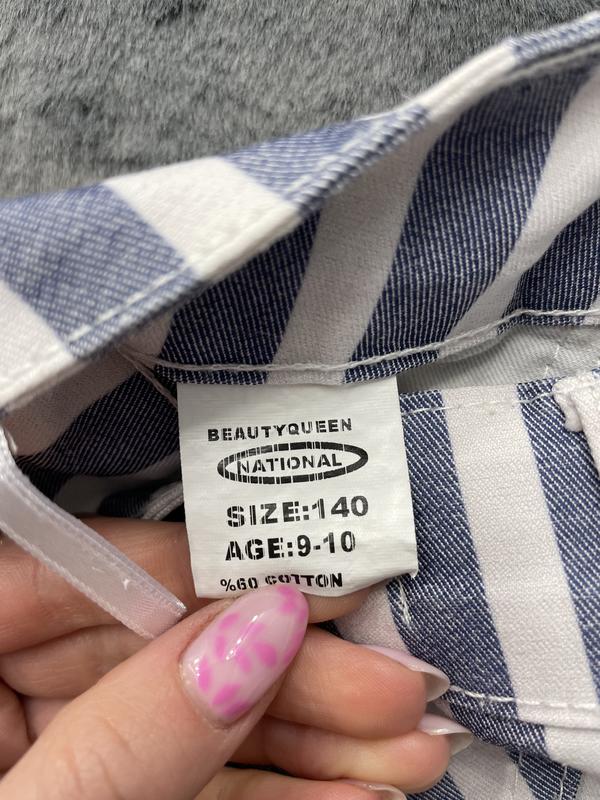 BEAUTYQUEEN
NATIONAL
SIZE:140
AGE:9-10
%60 COTTON